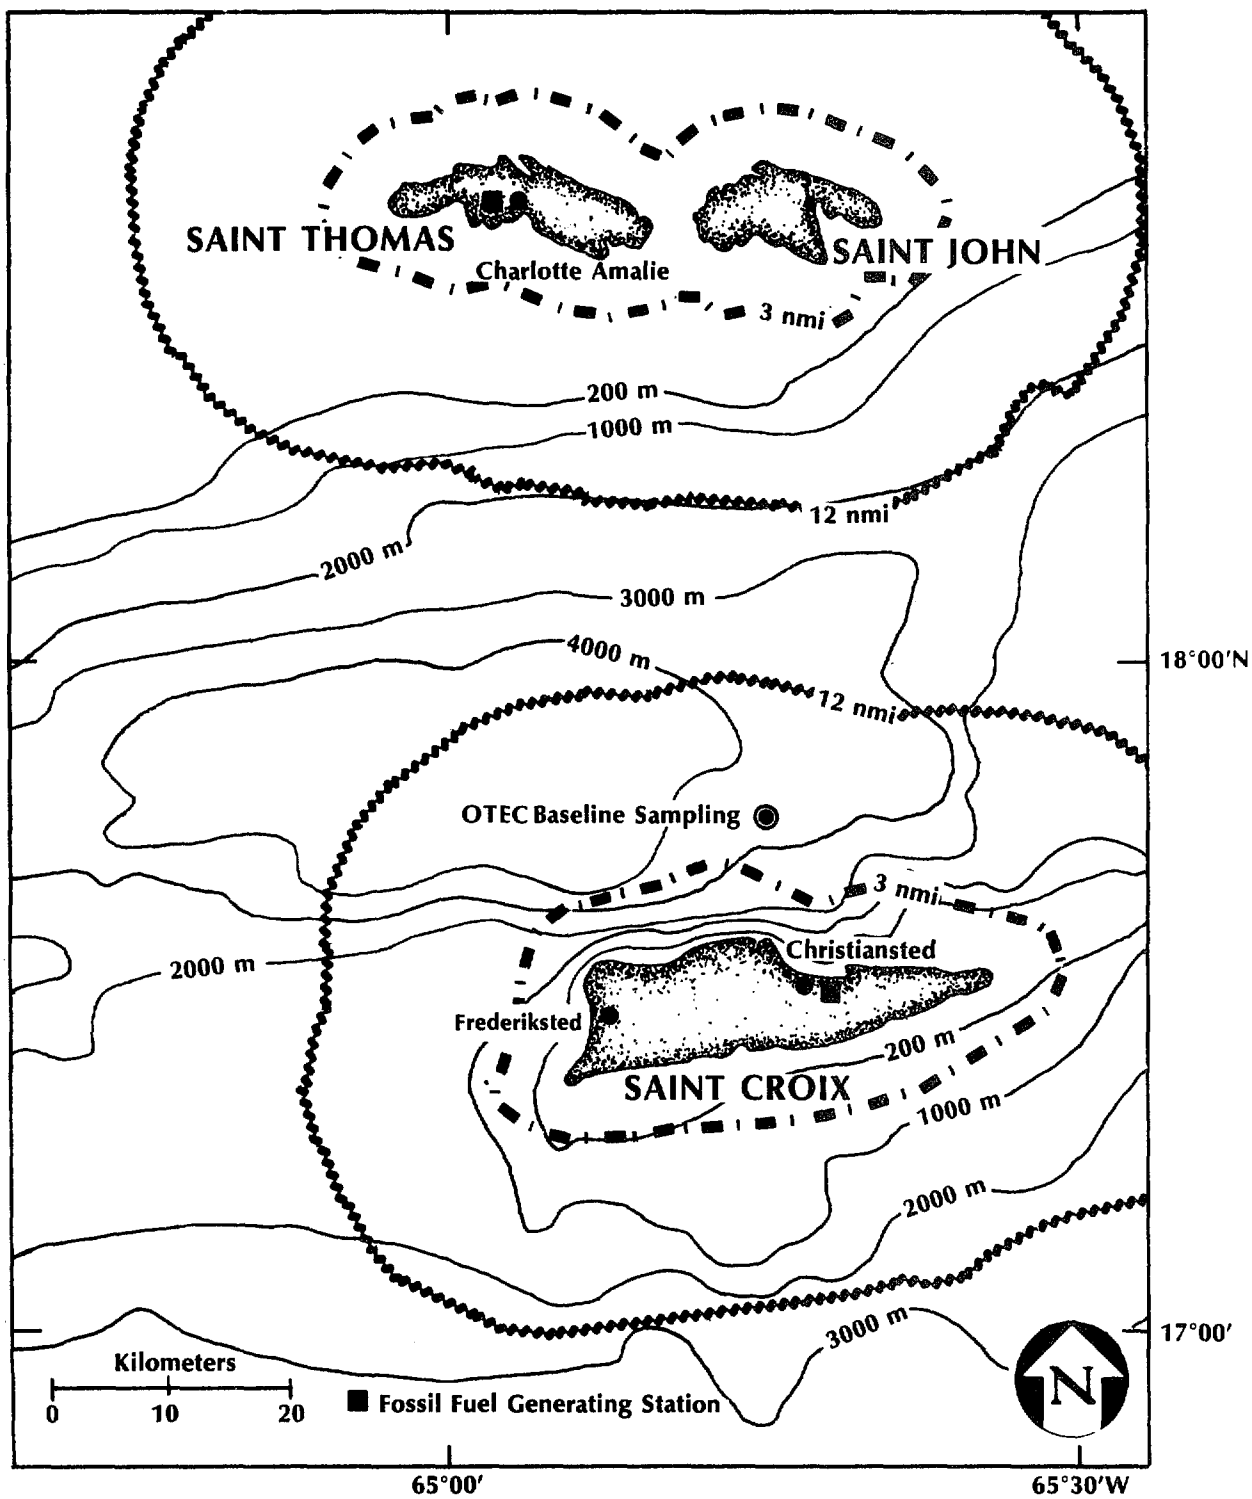 SAINT THOMAS
SAINT JOHN
Charlotte Amalie
3 nmi
200 m
1000 m
12 nmi
2000 m
3000 m
4000 m
18°00'N
12 nmi
OTEC Baseline Sampling
3 nmi
Christiansted
2000 m
Frederiksted
200 m
SAINT CROIX
1000 m
2000 m
3000 m
17°00'
Kilometers
0 10 20
Fossil Fuel Generating Station
N
65°00'
65°30'W